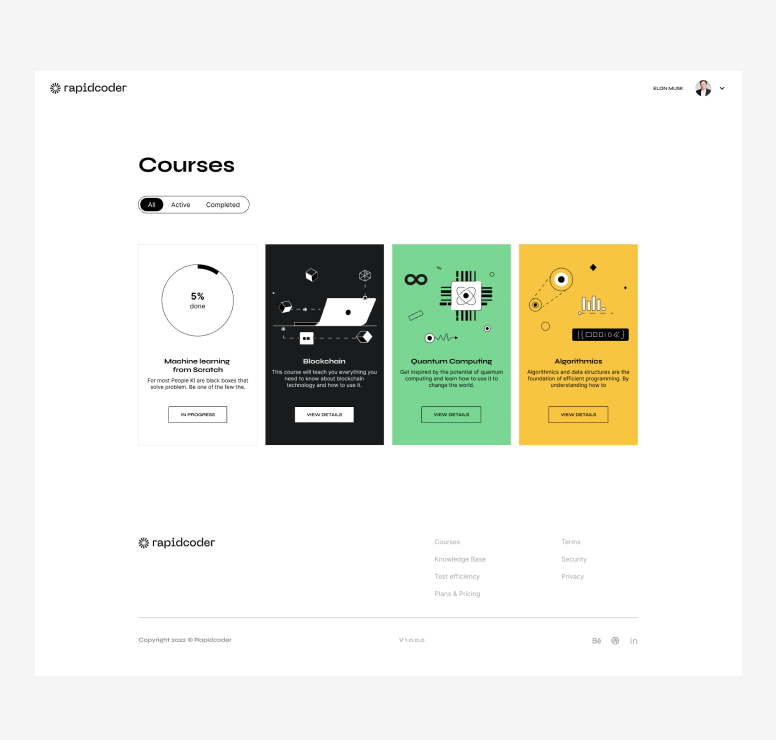 rapidcoder
ELON MUSK
Courses
All
Active
Completed
5%
done
Machine learning
from Scratch
For most People KI are black boxes that
solve problem. Be one of the few the.
IN PROGRESS
Blockchain
This course will teach you everything you
need to know about blockchain
technology and how to use it.
VIEW DETAILS
Quantum Computing
Get inspired by the potential of quantum
computing and learn how to use it to
change the world.
VIEW DETAILS
Algorithmics
Algorithmics and data structures are the
foundation of efficient programming. By
understanding how to
VIEW DETAILS
rapidcoder
Courses
Knowledge Base
Test efficiency
Plans & Pricing
Terms
Security
Privacy
Copyright 2022 © Rapidcoder
V 1.0.0.0
Bē
in